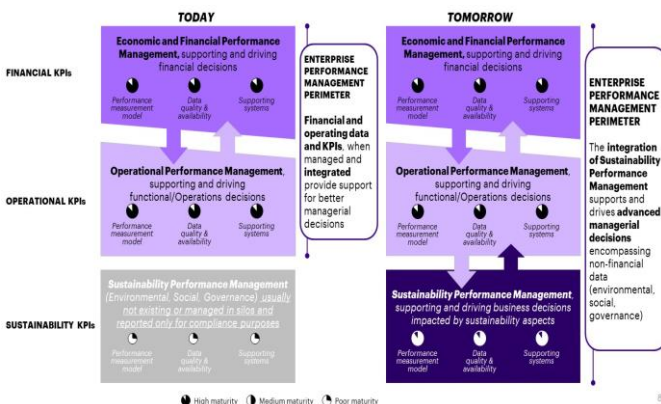 TODAY
TOMORROW
FINANCIAL KPIs
Economic and Financial Performance
Management, supporting and driving
financial decisions
Performance
measurement
model
Data
quality &
availability
Supporting
systems
ENTERPRISE
PERFORMANCE
MANAGEMENT
PERIMETER
Financial and
operating data
and KPIs, when
managed and
integrated
provide support
for better
managerial
decisions
Economic and Financial Performance
Management, supporting and driving
financial decisions
Performance
measurement
model
Data
quality &
availability
Supporting
systems
ENTERPRISE
PERFORMANCE
MANAGEMENT
PERIMETER
The integration
of Sustainability
Performance
Management
supports and
drives advanced
managerial
decisions
encompassing
non-financial
data
(environmental,
social,
governance)
OPERATIONAL KPIs
Operational Performance Management,
supporting and driving
functional/Operations decisions
Performance
measurement
model
Data
quality &
availability
Supporting
systems
Operational Performance Management,
supporting and driving
functional/Operations decisions
Performance
measurement
model
Data
quality &
availability
Supporting
systems
SUSTAINABILITY KPIs
Sustainability Performance Management
(Environmental, Social, Governance) usually
not existing or managed in silos and
reported only for compliance purposes
Performance
measurement
model
Data
quality &
availability
Supporting
systems
Sustainability Performance Management,
supporting and driving business decisions
impacted by sustainability aspects
Performance
measurement
model
Data
quality &
availability
Supporting
systems
High maturity Medium maturity Poor maturity